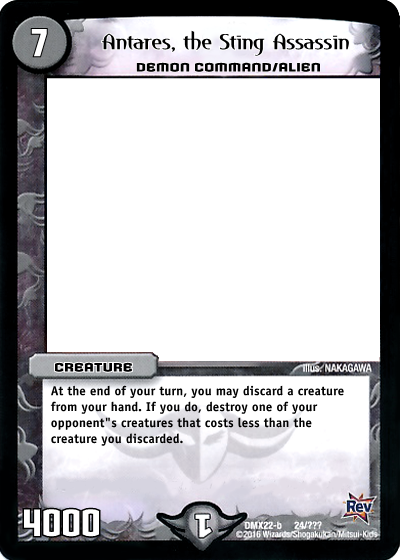 7
Antares, the Sting Assassin
DEMON COMMAND/ALIEN
CREATURE
Illus. NAKAGAWA
At the end of your turn, you may discard a creature
from your hand. If you do, destroy one of your
opponent"s creatures that costs less than the
creature you discarded.
4000
1
DMX22-b 24/???
©2016 Wizards/Shogakukan/Mitsui-Kids
Rev